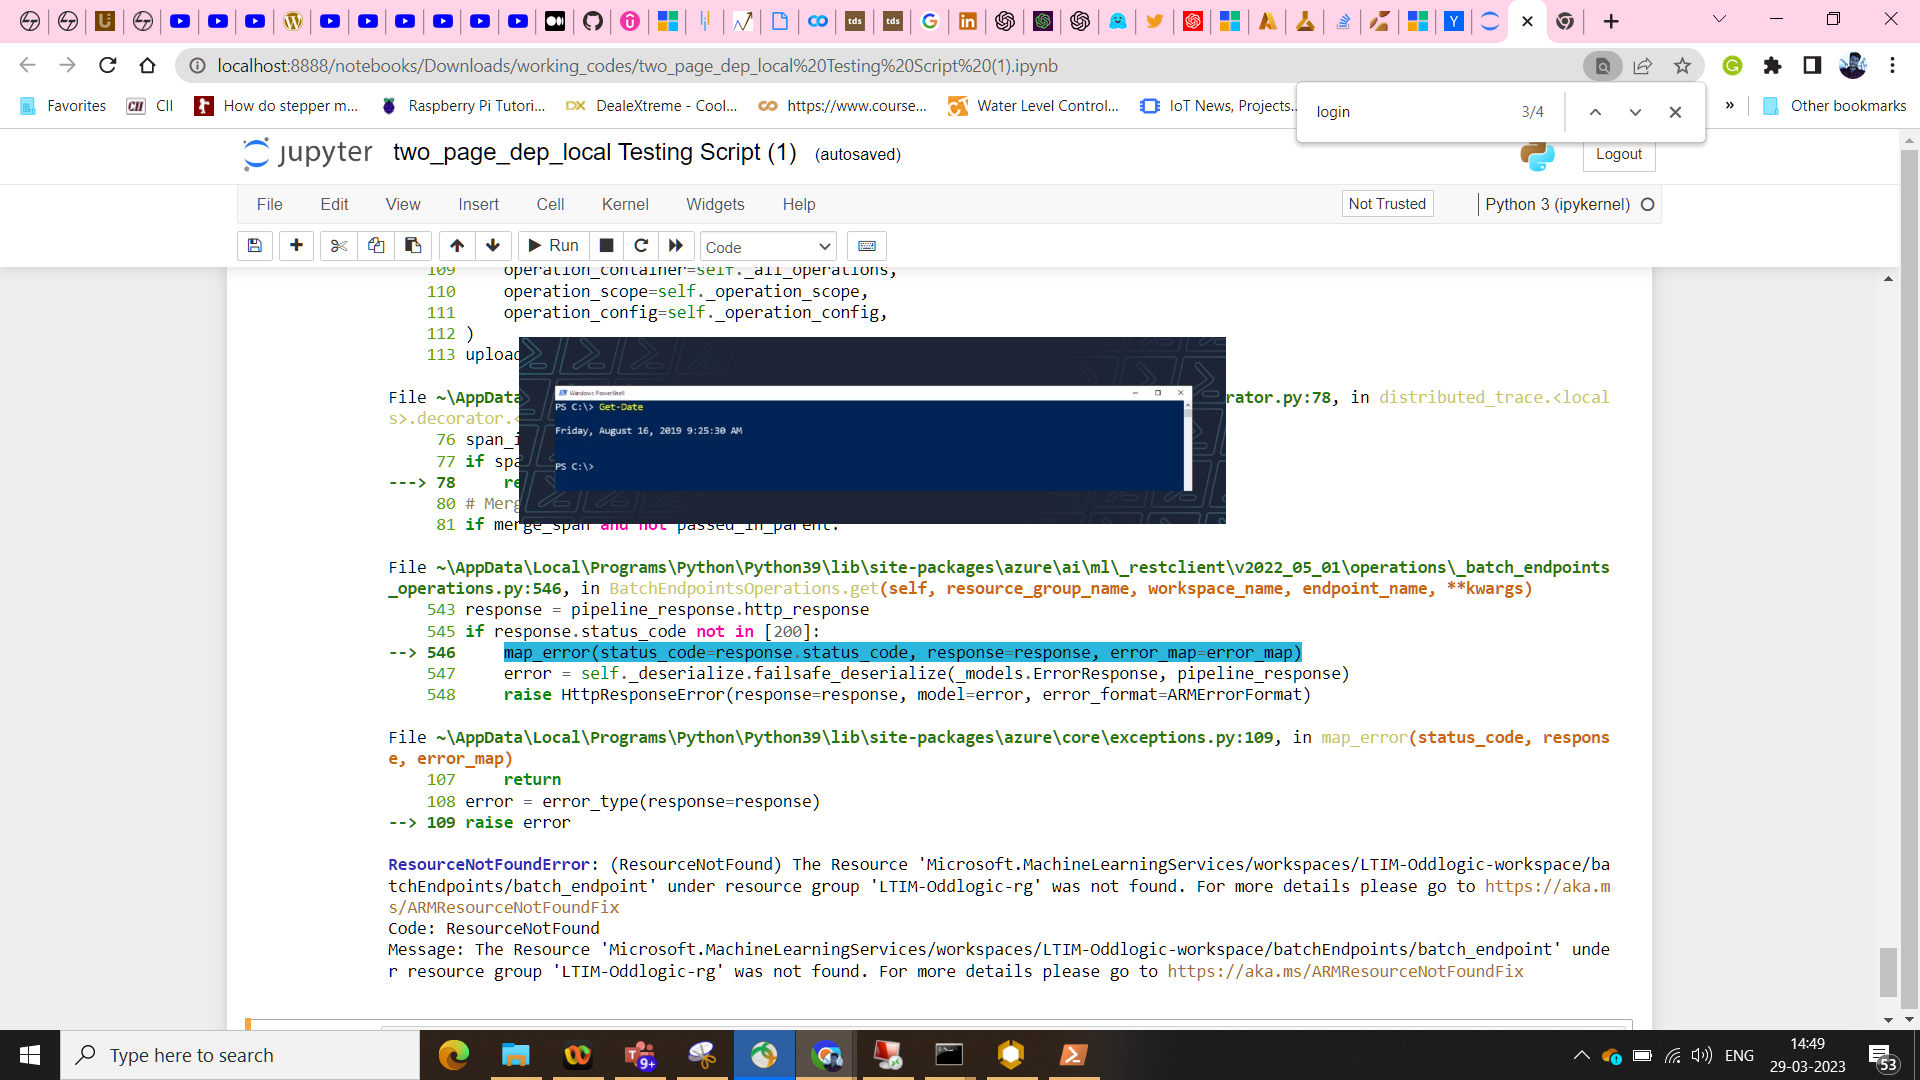 localhost:8888/notebooks/Downloads/working_codes/two_page_dep_local%20Testing%20Script%20(1).ipynb
Favorites CII How do stepper m... Raspberry Pi Tutori... DX DealeXtreme - Cool... https://www.course... Water Level Control... IoT News, Projects... » Other bookmarks
login 3/4
jupyter two_page_dep_local Testing Script (1) (autosaved) Logout
File Edit View Insert Cell Kernel Widgets Help Not Trusted Python 3 (ipykernel)
Run Code
109 operation_container=self._all_operations,
110 operation_scope=self._operation_scope,
111 operation_config=self._operation_config,
112 )
113 upload
Windows PowerShell
PS C:\> Get-Date
Friday, August 16, 2019 9:25:30 AM
PS C:\>
File ~\AppData rator.py:78, in distributed_trace.<local
s>.decorator.<
76 span_i
77 if spa
---> 78 re
80 # Merg
81 if merge_span and not passed_in_parent:
File ~\AppData\Local\Programs\Python\Python39\lib\site-packages\azure\ai\ml\_restclient\v2022_05_01\operations\_batch_endpoints
_operations.py:546, in BatchEndpointsOperations.get(self, resource_group_name, workspace_name, endpoint_name, **kwargs)
543 response = pipeline_response.http_response
545 if response.status_code not in [200]:
--> 546 map_error(status_code=response.status_code, response=response, error_map=error_map)
547 error = self._deserialize.failsafe_deserialize(_models.ErrorResponse, pipeline_response)
548 raise HttpResponseError(response=response, model=error, error_format=ARMErrorFormat)
File ~\AppData\Local\Programs\Python\Python39\lib\site-packages\azure\core\exceptions.py:109, in map_error(status_code, respons
e, error_map)
107 return
108 error = error_type(response=response)
--> 109 raise error
ResourceNotFoundError: (ResourceNotFound) The Resource 'Microsoft.MachineLearningServices/workspaces/LTIM-Oddlogic-workspace/ba
tchEndpoints/batch_endpoint' under resource group 'LTIM-Oddlogic-rg' was not found. For more details please go to https://aka.m
s/ARMResourceNotFoundFix
Code: ResourceNotFound
Message: The Resource 'Microsoft.MachineLearningServices/workspaces/LTIM-Oddlogic-workspace/batchEndpoints/batch_endpoint' unde
r resource group 'LTIM-Oddlogic-rg' was not found. For more details please go to https://aka.ms/ARMResourceNotFoundFix
Type here to search 9+ ENG 14:49
29-03-2023 53